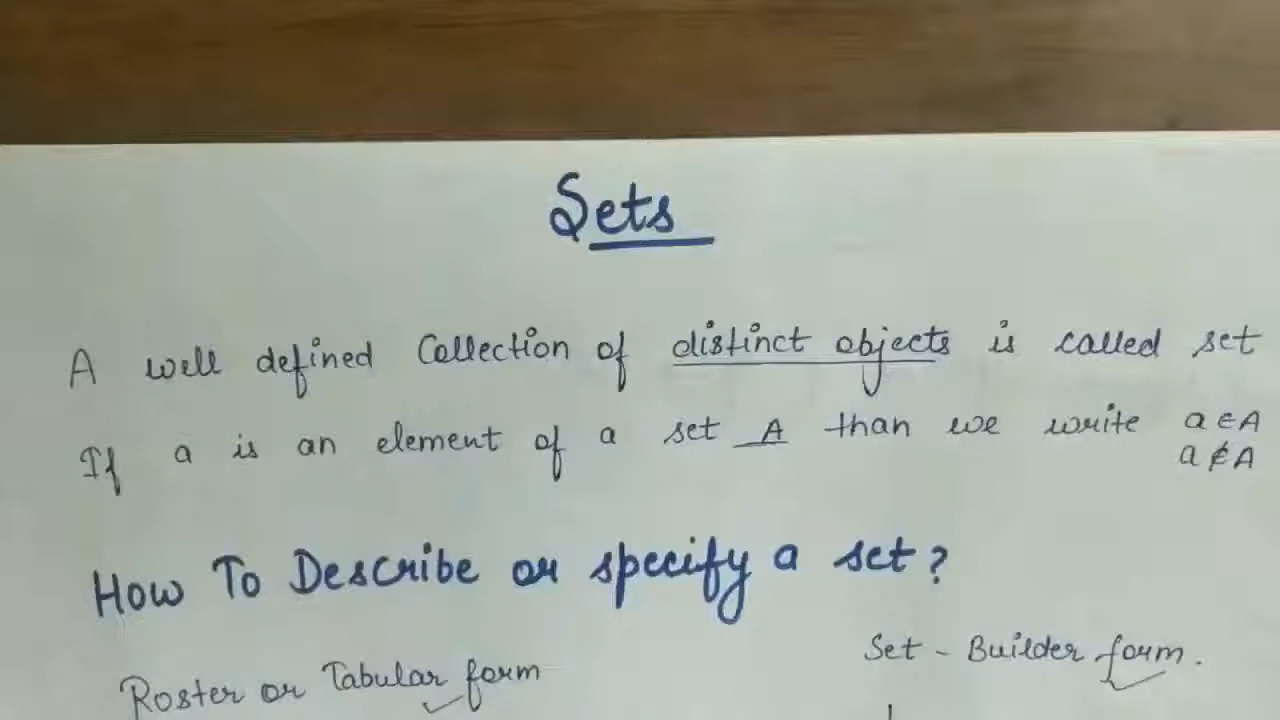 Sets
A well defined Collection of distinct objects is called set
If a is an element of a set A than we write a ∈ A
a ∉ A
How To Describe or specify a set?
Set - Builder form.
Roster or Tabular form